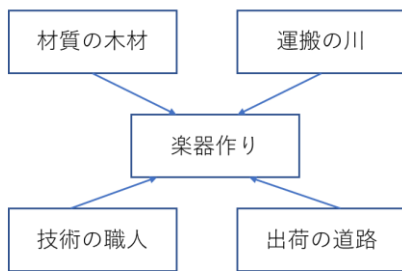 材質の木材
運搬の川
楽器作り
技術の職人
出荷の道路